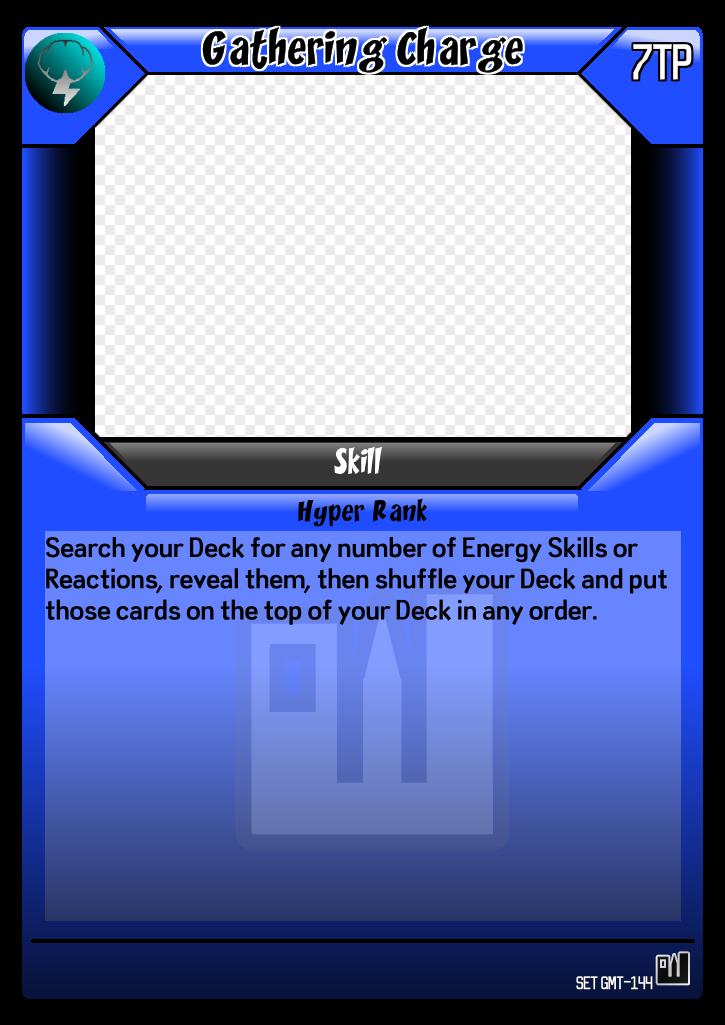 Gathering Charge
7TP
Skill
Hyper Rank
Search your Deck for any number of Energy Skills or
Reactions, reveal them, then shuffle your Deck and put
those cards on the top of your Deck in any order.
SET GMT-144